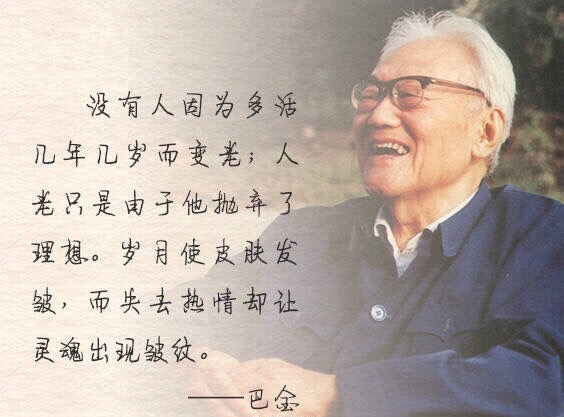 没有人因为多活
几年几岁而变老；人
老只是由于他抛弃了
理想。岁月使皮肤发
皱，而失去热情却让
灵魂出现皱纹。
——巴金